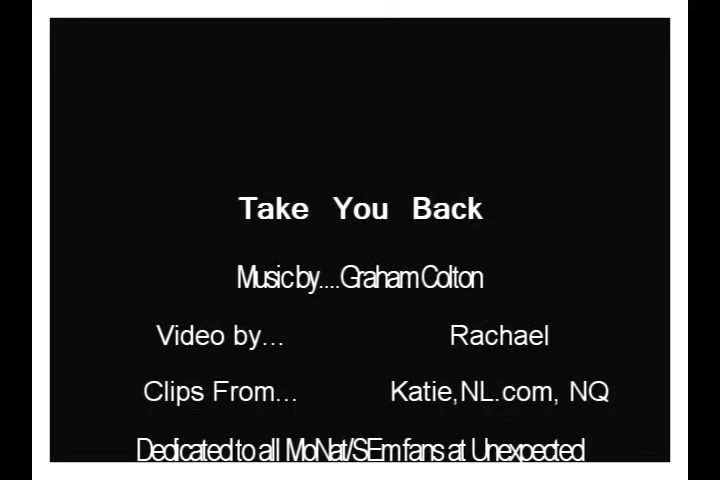 Take You Back
Music by....Graham Colton
Video by... Rachael
Clips From... Katie,NL.com, NQ
Dedicated to all MoNat/SEm fans at Unexpected